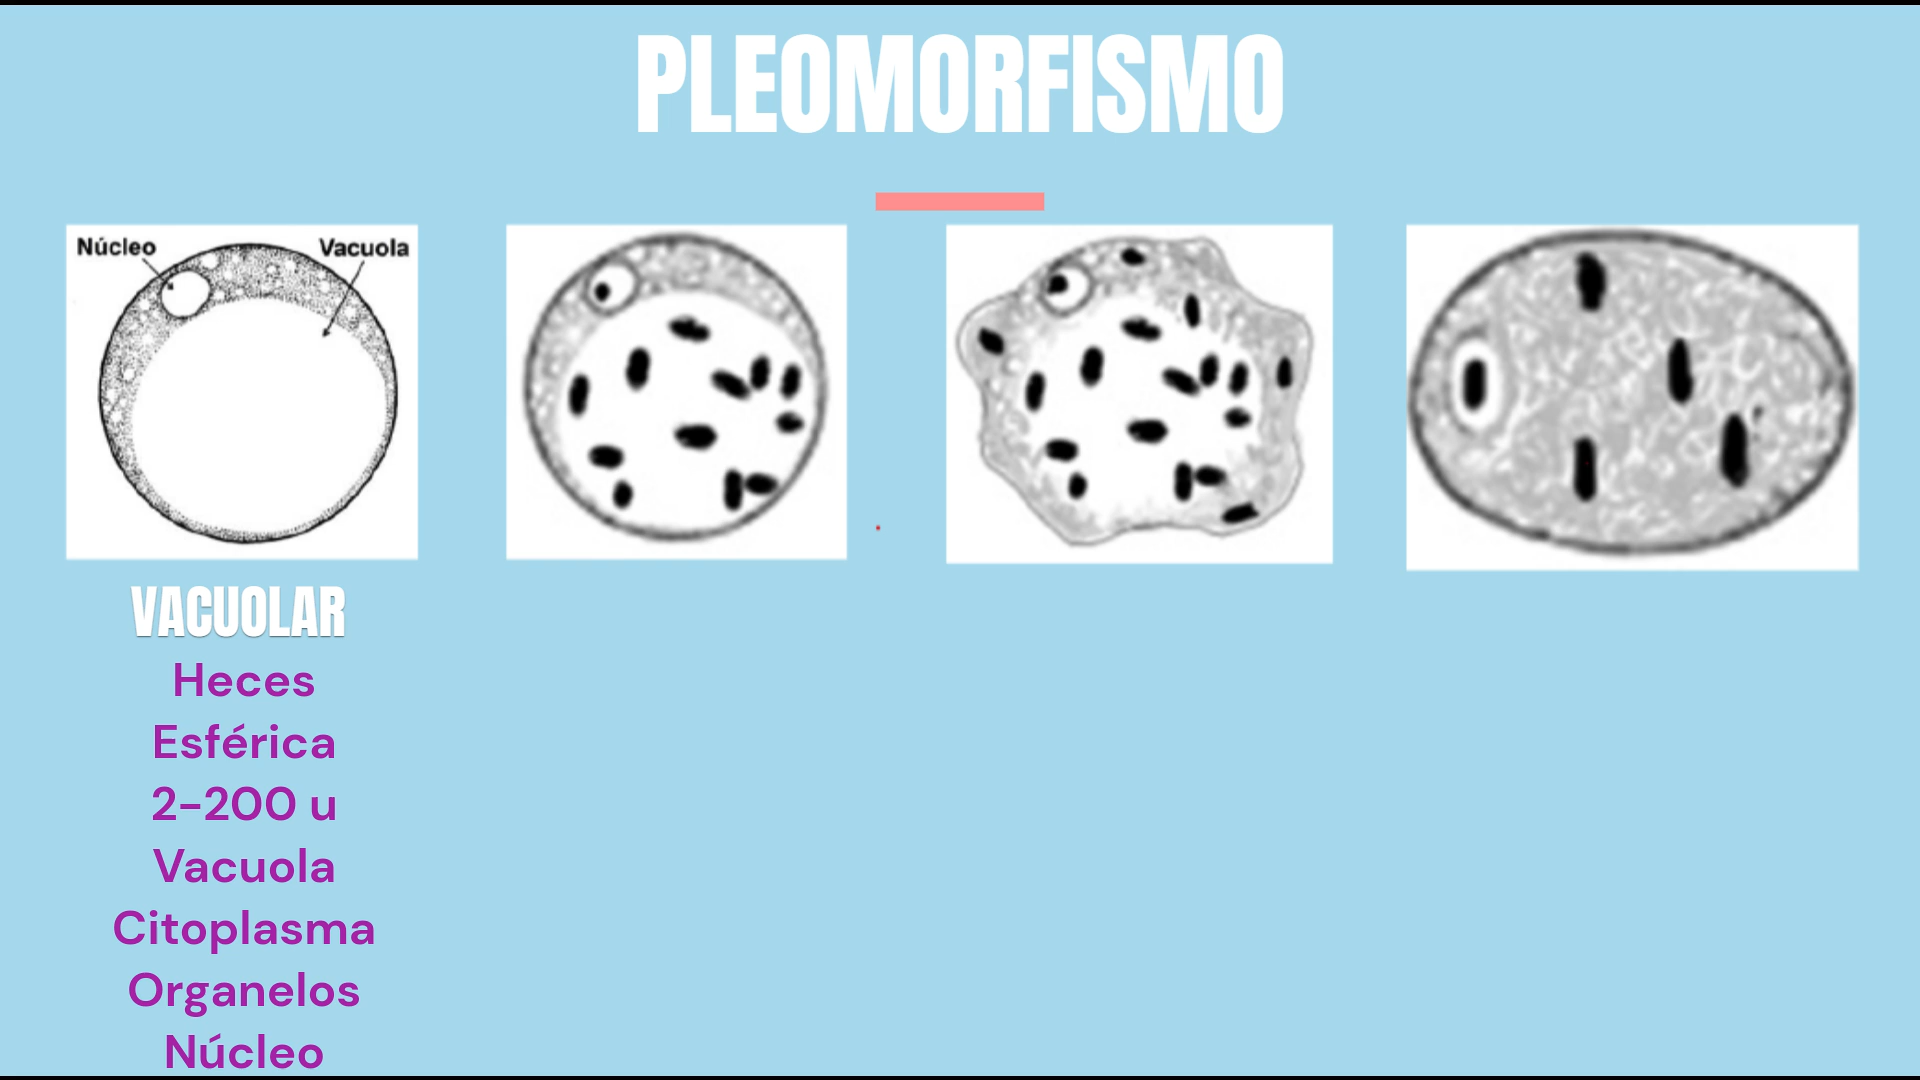 PLEOMORFISMO
Núcleo
Vacuola
VACUOLAR
Heces
Esférica
2-200 u
Vacuola
Citoplasma
Organelos
Núcleo